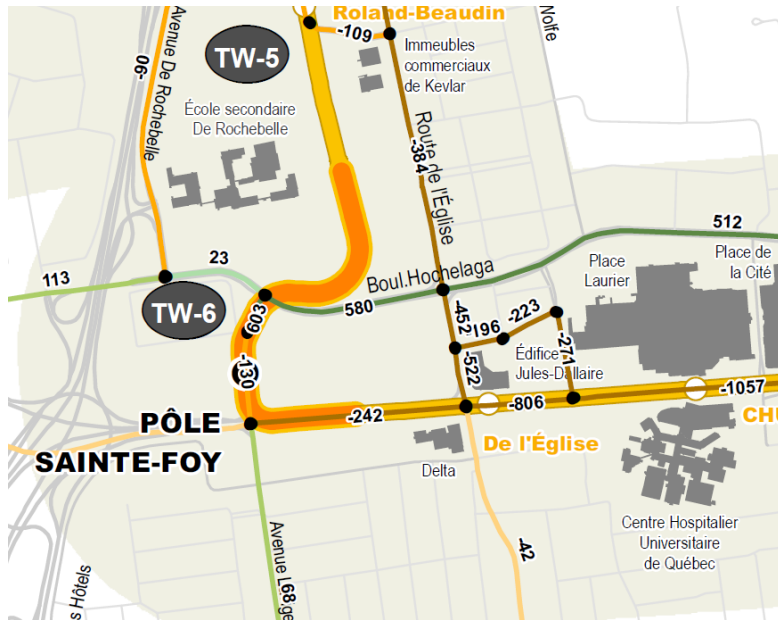 Roland-Beaudin
-109
Wolfe
TW-5
Avenue De Rochebelle
-90
Immeubles
commerciaux
de Kevlar
École secondaire
De Rochebelle
Route de l'Église
-384
512
23
113
Boul.Hochelaga
Place
Laurier
Place de
la Cité
TW-6
603
580
-452
196
-223
-271
-130
-522
Édifice
Jules-Dallaire
-242
-806
-1057
PÔLE
SAINTE-FOY
De l'Église
CHU
Delta
Centre Hospitalier
Universitaire
de Québec
-42
Avenue
68
s Hôtels